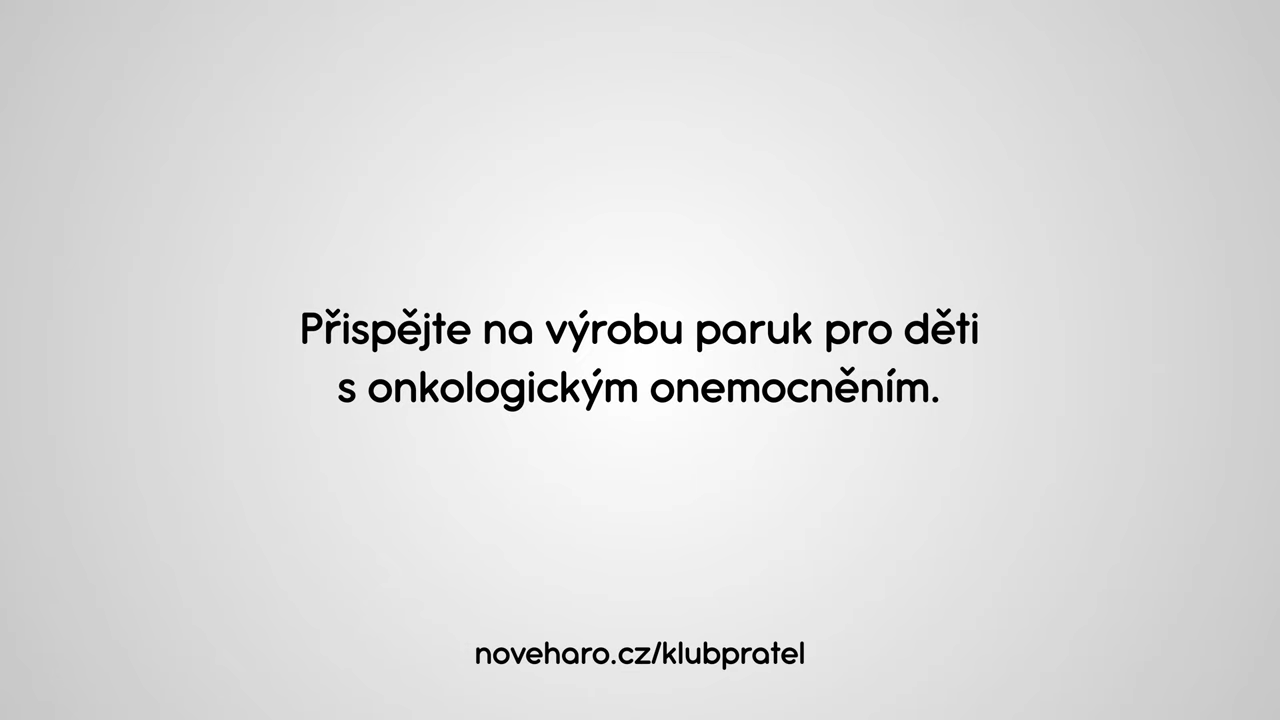 Přispějte na výrobu paruk pro děti
s onkologickým onemocněním.
noveharo.cz/klubpratel